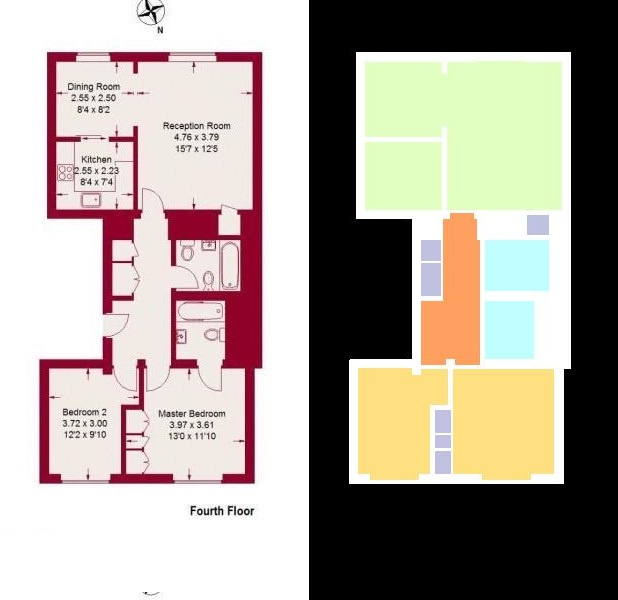 N
Dining Room
2.55 x 2.50
8'4 x 8'2
Reception Room
4.76 x 3.79
15'7 x 12'5
Kitchen
2.55 x 2.23
8'4 x 7'4
Bedroom 2
3.72 x 3.00
12'2 x 9'10
Master Bedroom
3.97 x 3.61
13'0 x 11'10
Fourth Floor